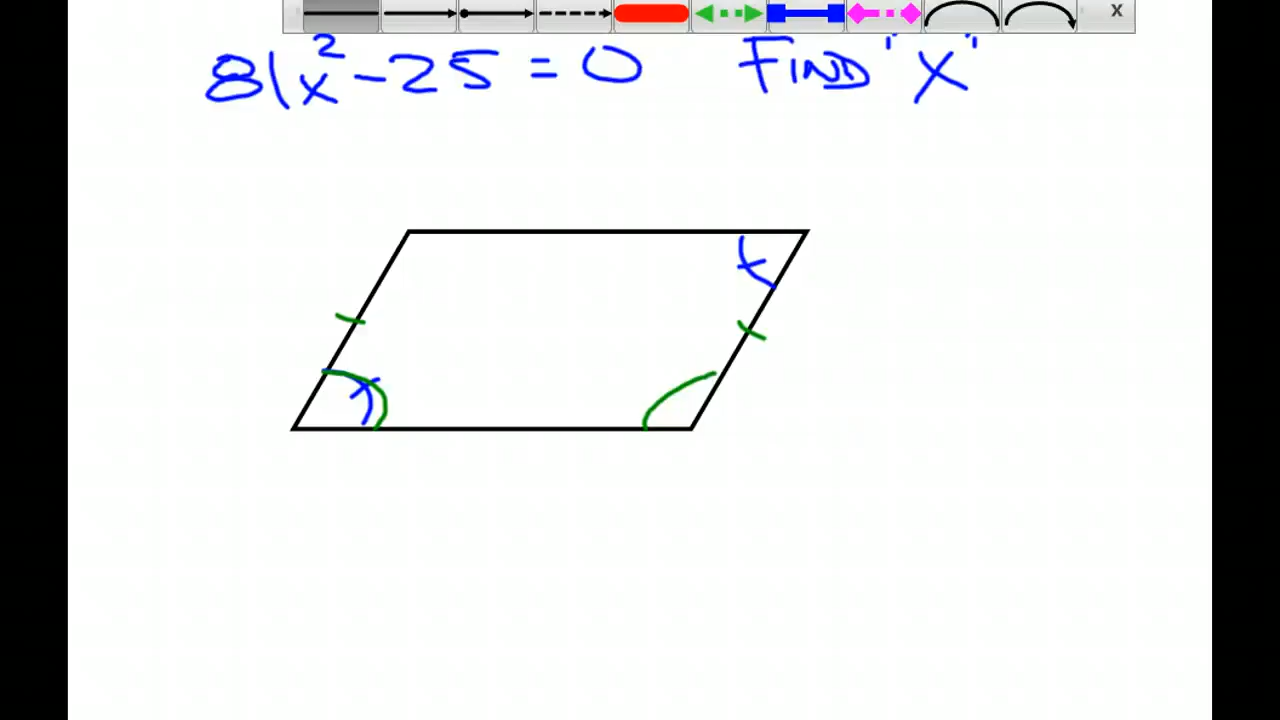 81x² - 25 = 0 FIND 'X'
x